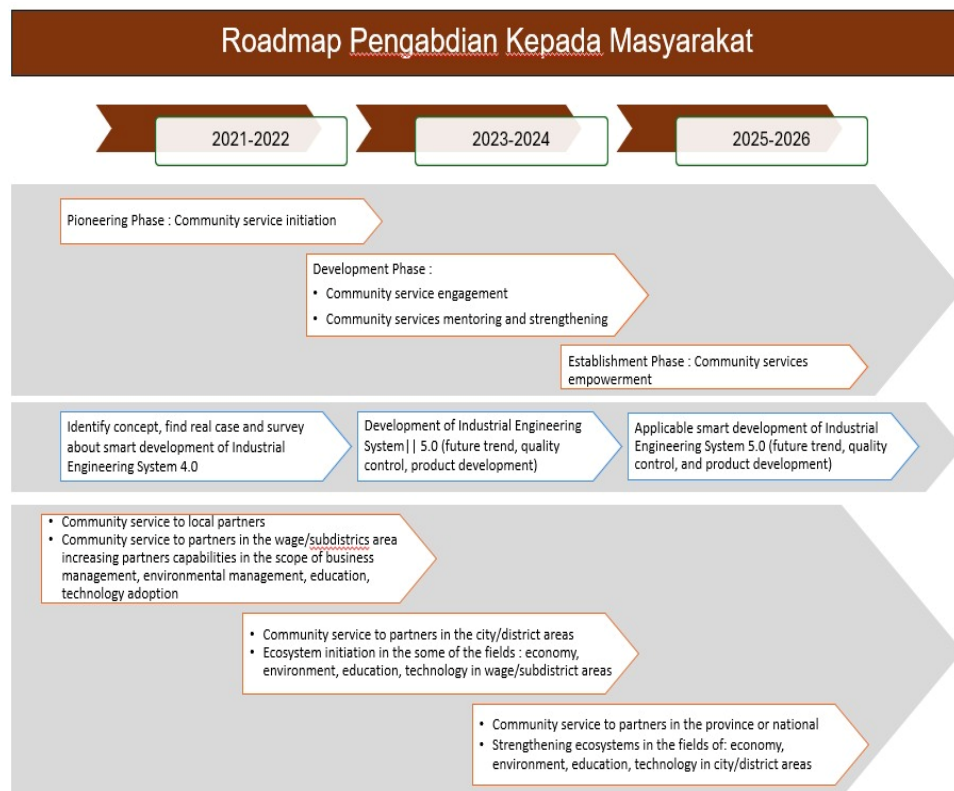 Roadmap Pengabdian Kepada Masyarakat
2021-2022
2023-2024
2025-2026
Pioneering Phase : Community service initiation
Development Phase :
• Community service engagement
• Community services mentoring and strengthening
Establishment Phase : Community services
empowerment
Identify concept, find real case and survey
about smart development of Industrial
Engineering System 4.0
Development of Industrial Engineering
System|| 5.0 (future trend, quality
control, product development)
Applicable smart development of Industrial
Engineering System 5.0 (future trend, quality
control, and product development)
• Community service to local partners
• Community service to partners in the wage/subdistrics area
increasing partners capabilities in the scope of business
management, environmental management, education,
technology adoption
• Community service to partners in the city/district areas
• Ecosystem initiation in the some of the fields : economy,
environment, education, technology in wage/subdistrict areas
• Community service to partners in the province or national
• Strengthening ecosystems in the fields of: economy,
environment, education, technology in city/district areas